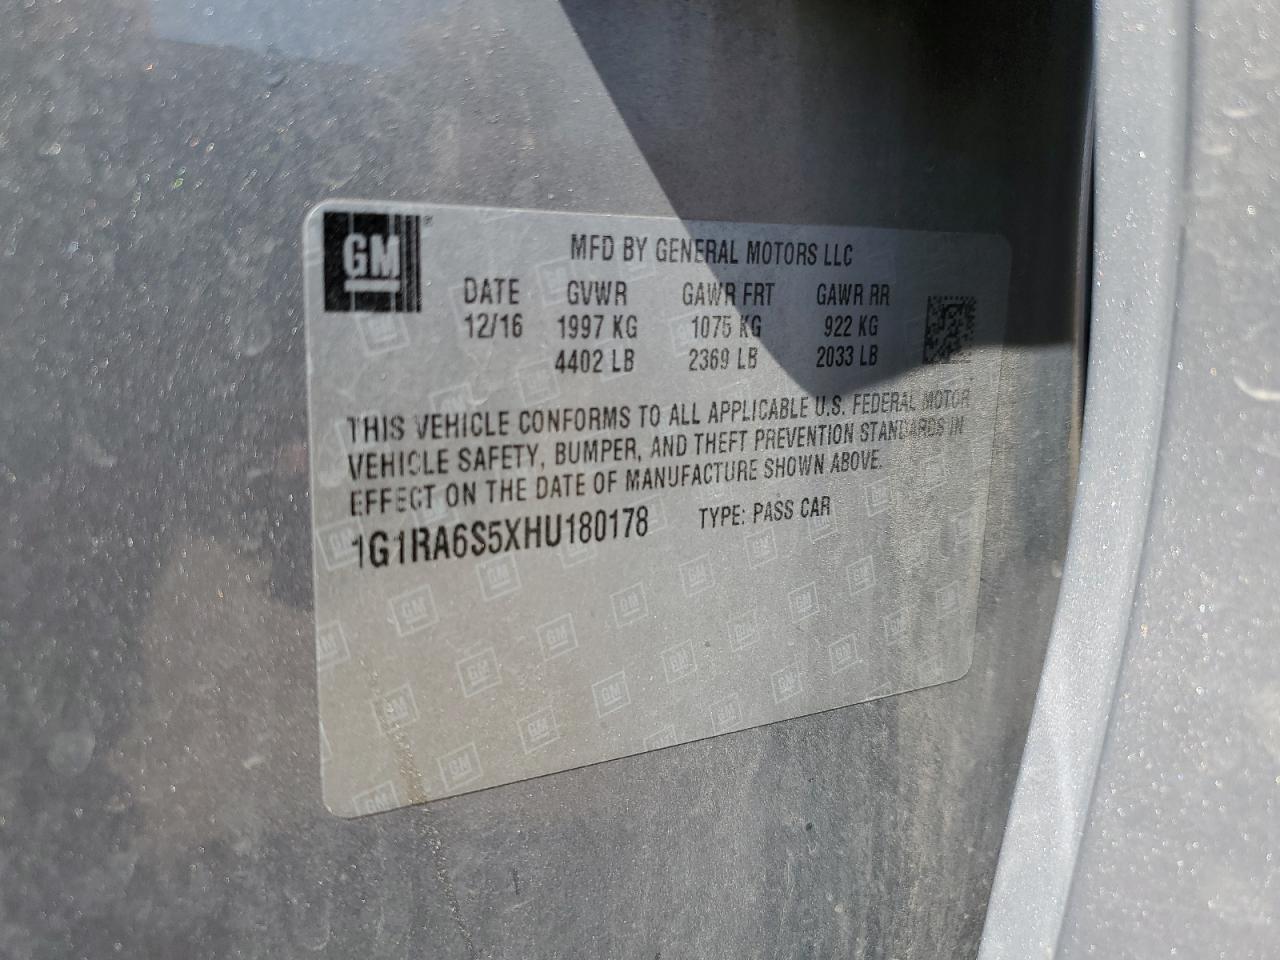 GM ®
MFD BY GENERAL MOTORS LLC
DATE GVWR GAWR FRT GAWR RR
12/16 1997 KG 1075 KG 922 KG
4402 LB 2369 LB 2033 LB
THIS VEHICLE CONFORMS TO ALL APPLICABLE U.S. FEDERAL MOTOR
VEHICLE SAFETY, BUMPER, AND THEFT PREVENTION STANDARDS IN
EFFECT ON THE DATE OF MANUFACTURE SHOWN ABOVE.
1G1RA6S5XHU180178 TYPE: PASS CAR